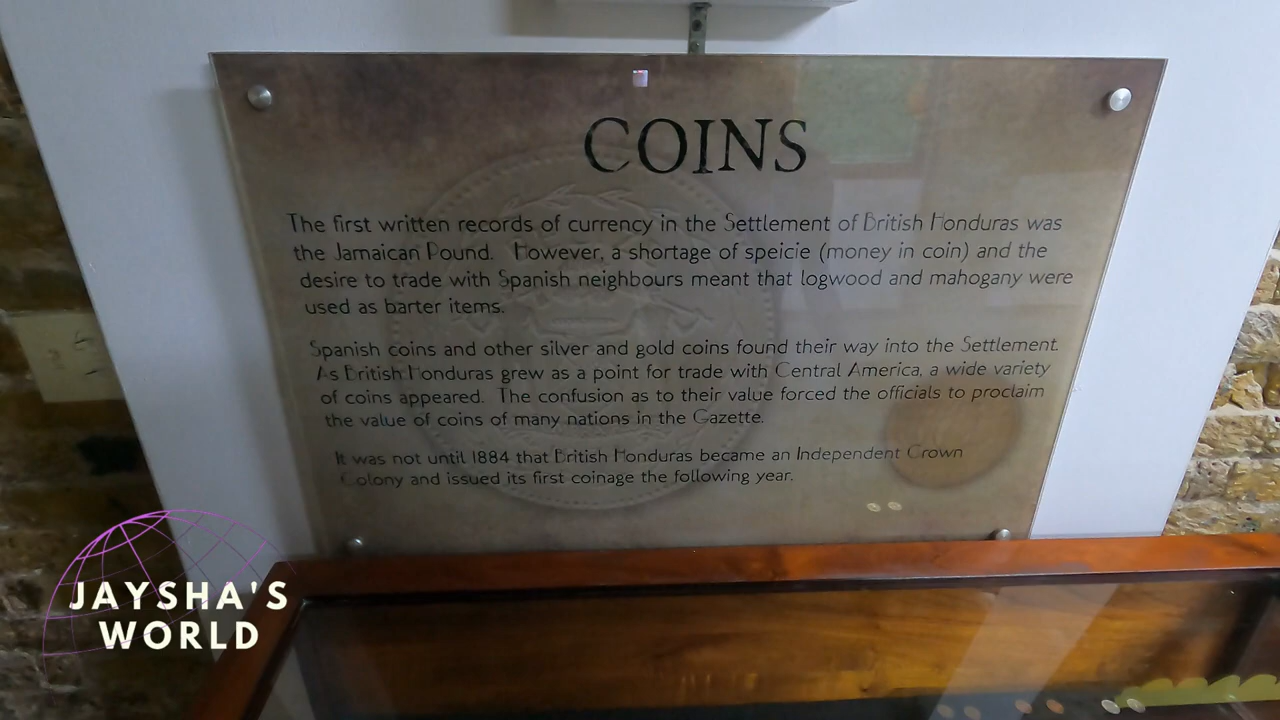 COINS
The first written records of currency in the Settlement of British Honduras was
the Jamaican Pound. However, a shortage of speicie (money in coin) and the
desire to trade with Spanish neighbours meant that logwood and mahogany were
used as barter items.
Spanish coins and other silver and gold coins found their way into the Settlement.
As British Honduras grew as a point for trade with Central America, a wide variety
of coins appeared. The confusion as to their value forced the officials to proclaim
the value of coins of many nations in the Gazette.
It was not until 1884 that British Honduras became an Independent Crown
Colony and issued its first coinage the following year.
JAYSHA'S
WORLD